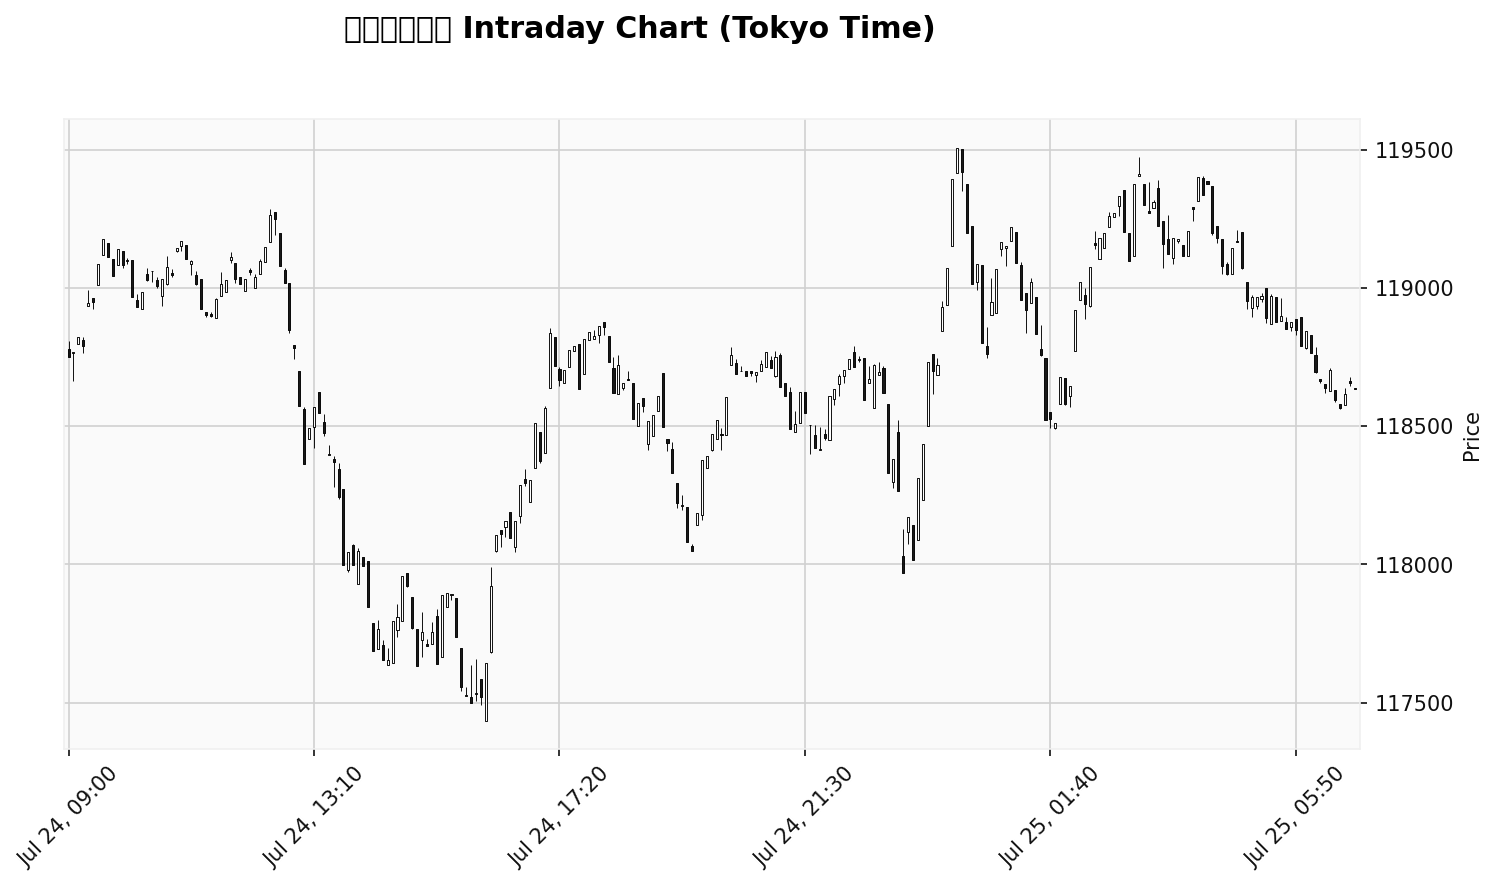 Intraday Chart (Tokyo Time)
119500
119000
118500
118000
117500
Price
Jul 24, 09:00
Jul 24, 13:10
Jul 24, 17:20
Jul 24, 21:30
Jul 25, 01:40
Jul 25, 05:50